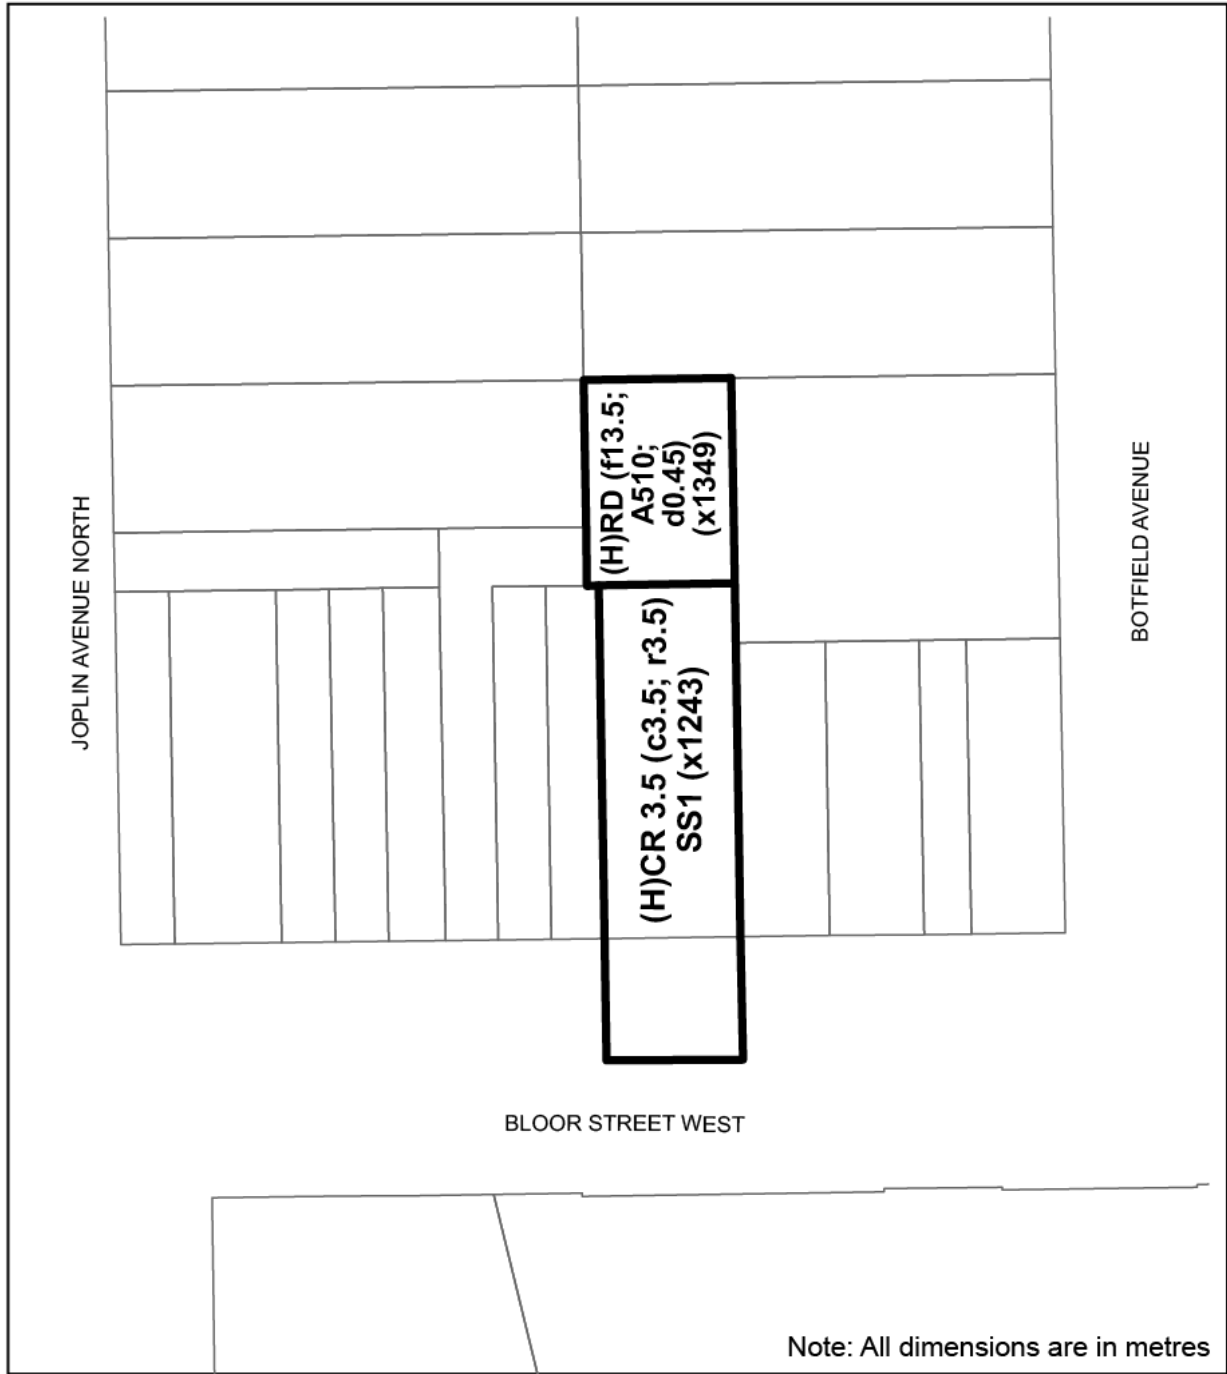 (H)RD (f13.5;
A510;
d0.45)
(x1349)
JOPLIN AVENUE NORTH
BOTFIELD AVENUE
(H)CR 3.5 (c3.5; r3.5)
SS1 (x1243)
BLOOR STREET WEST
Note: All dimensions are in metres